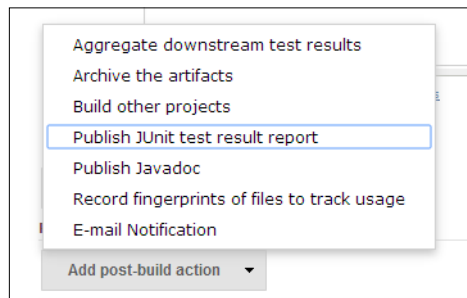 Aggregate downstream test results
Archive the artifacts
Build other projects
Publish JUnit test result report
Publish Javadoc
Record fingerprints of files to track usage
E-mail Notification
Add post-build action